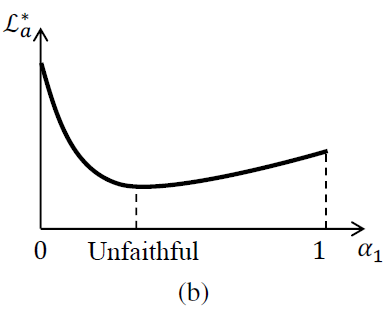 ℒ*ₐ
0 Unfaithful 1 α₁
(b)